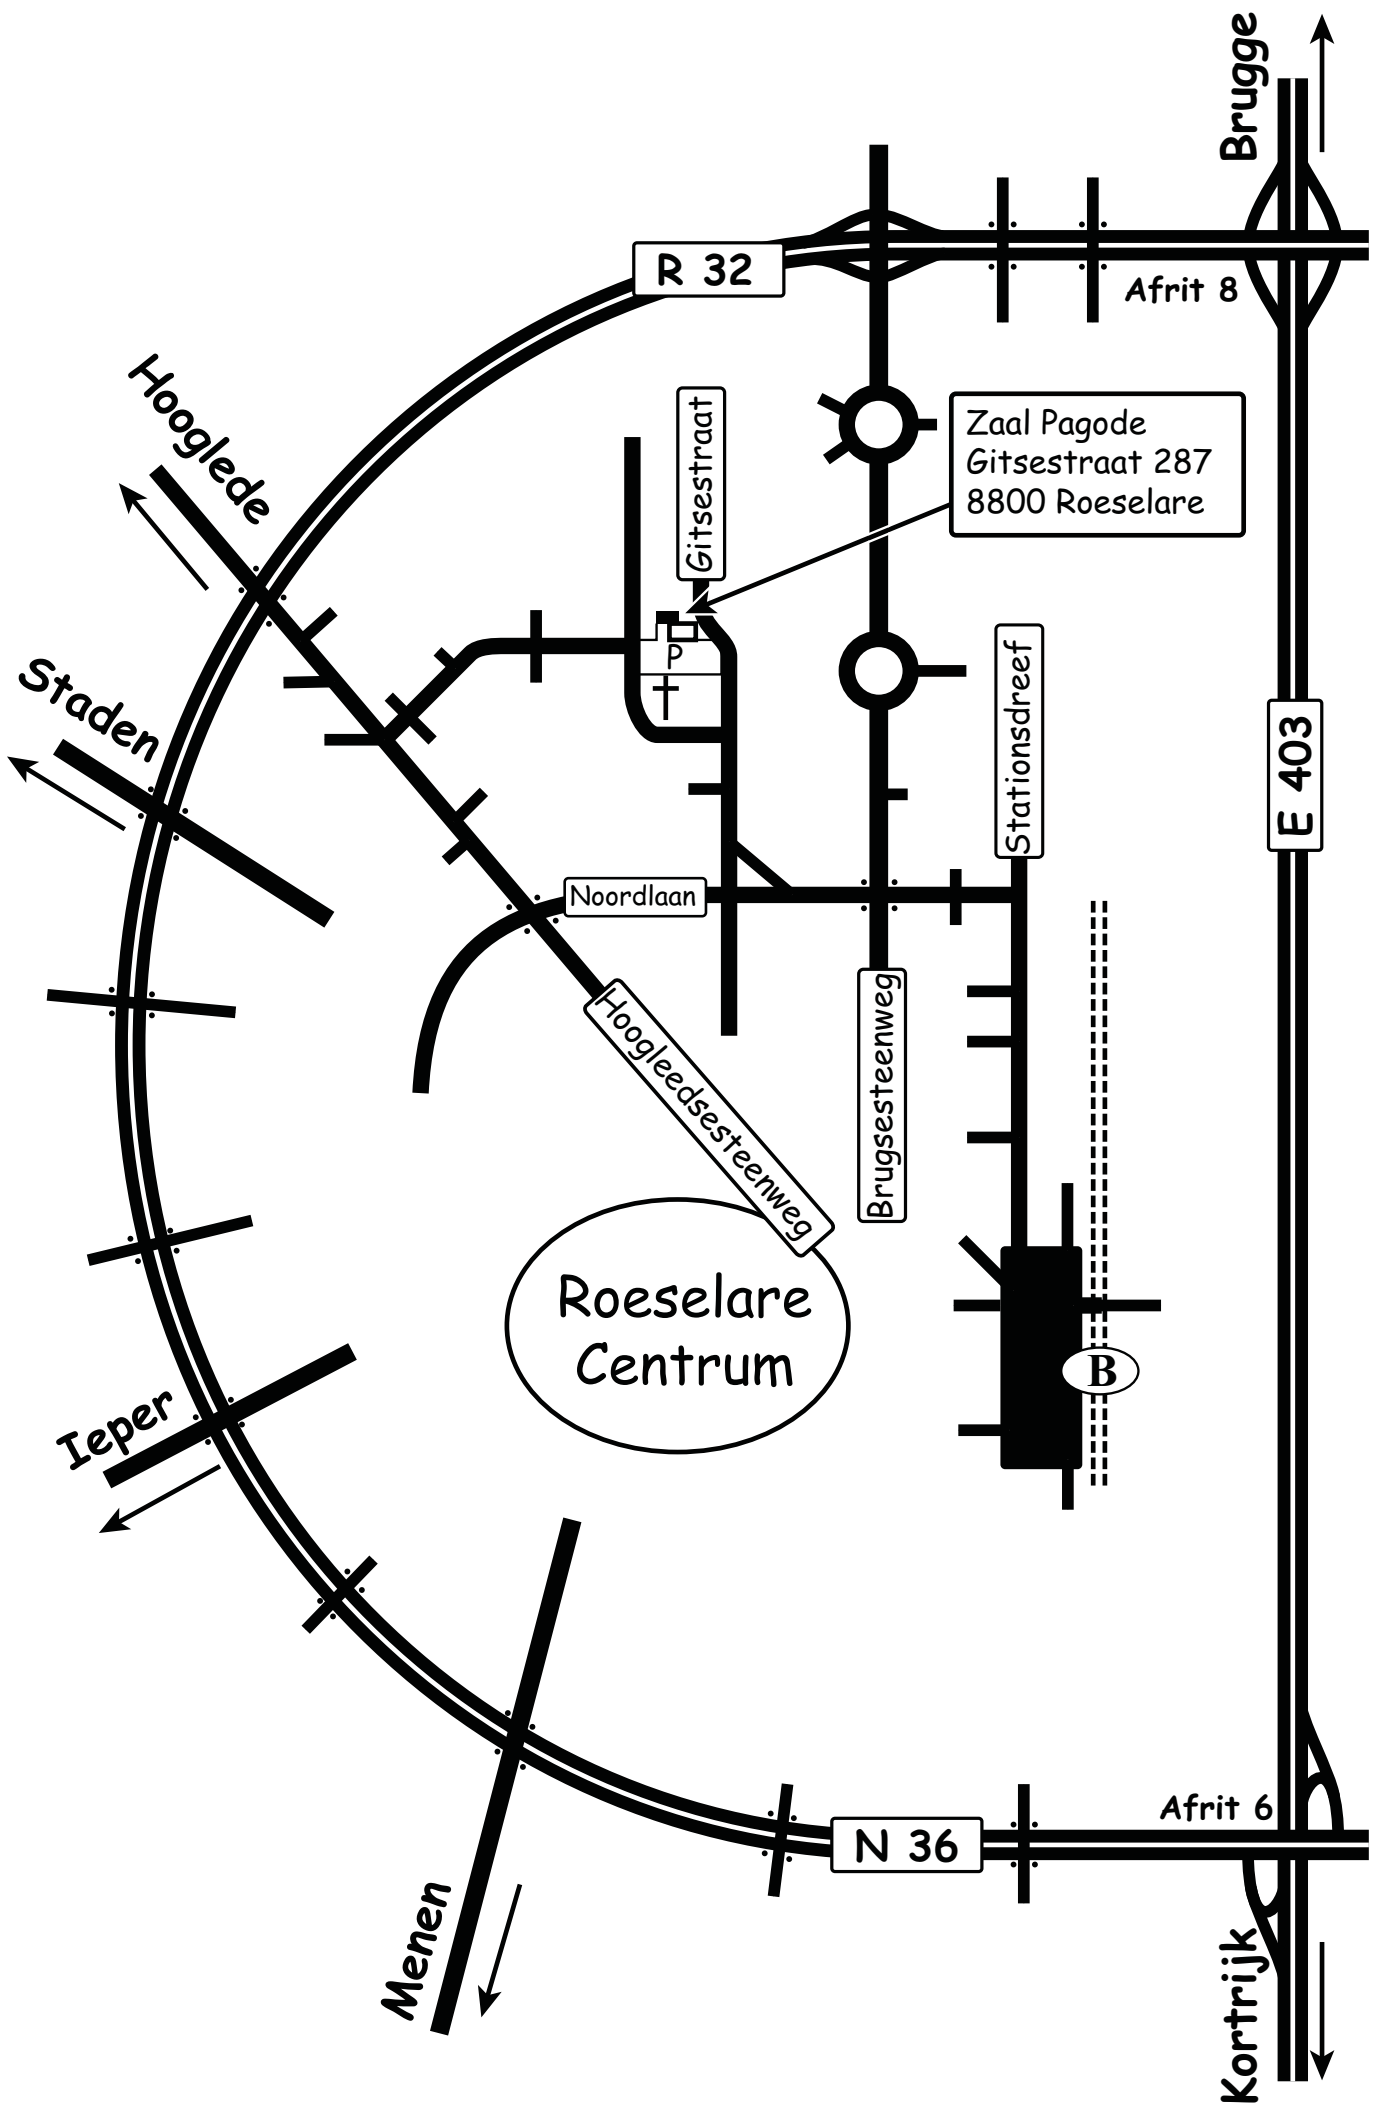 Brugge
R 32
Afrit 8
Hooglede
Gitsestraat
Zaal Pagode
Gitsestraat 287
8800 Roeselare
P
Staden
Stationsdreef
E 403
Noordlaan
Hoogleedsesteenweg
Brugsesteenweg
Roeselare
Centrum
B
Ieper
Afrit 6
N 36
Menen
Kortrijk